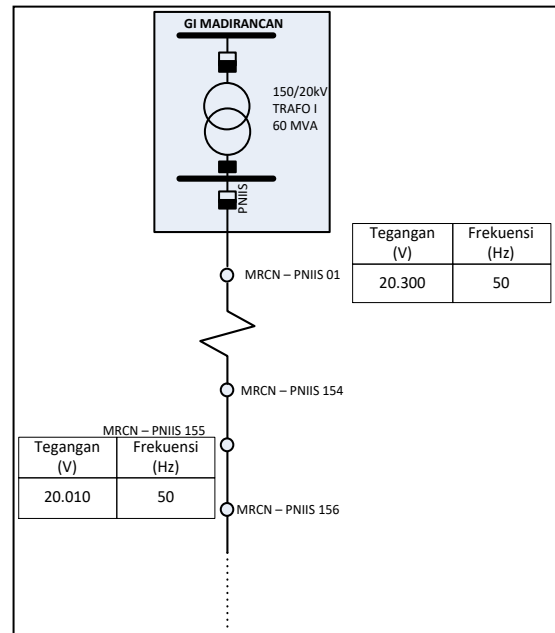 GI MADIRANCAN
150/20kV
TRAFO I
60 MVA
PNIIS
MRCN – PNIIS 01
Tegangan (V) Frekuensi (Hz)
20.300 50
MRCN – PNIIS 154
MRCN – PNIIS 155
Tegangan (V) Frekuensi (Hz)
20.010 50
MRCN – PNIIS 156